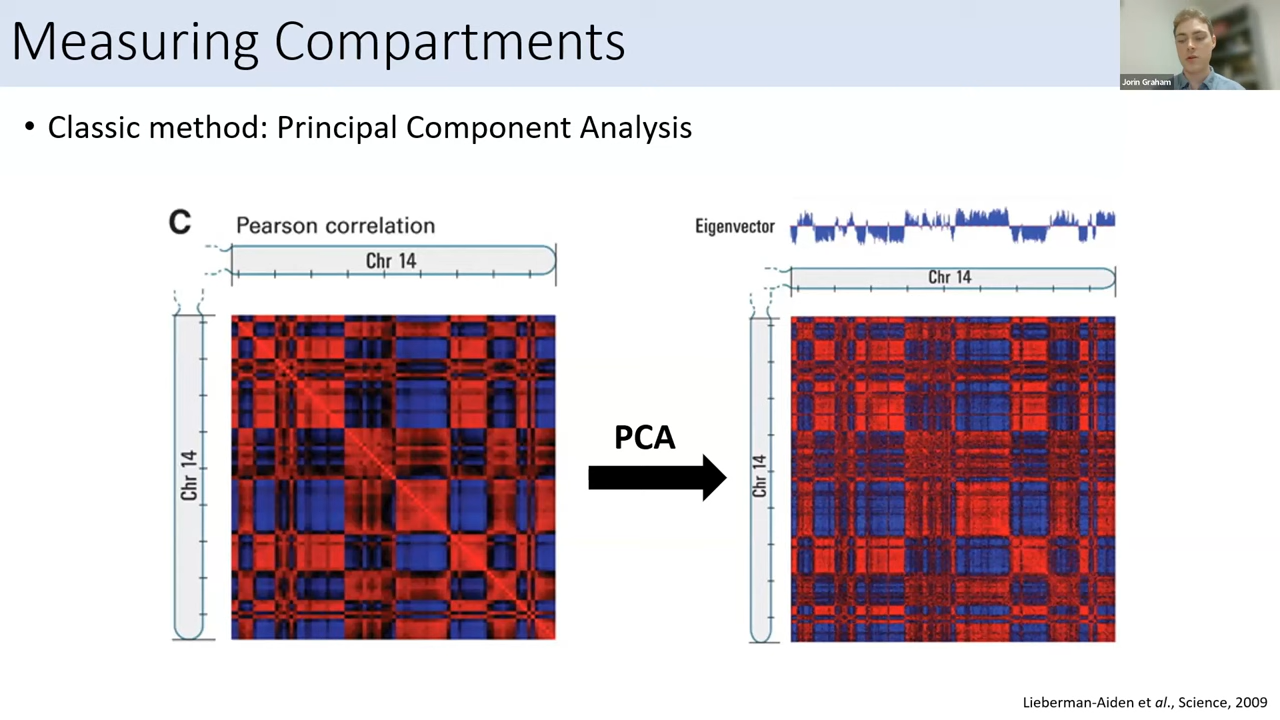 Measuring Compartments
Jorin Graham
• Classic method: Principal Component Analysis
C Pearson correlation
Chr 14
Chr 14
PCA
Eigenvector
Chr 14
Chr 14
Lieberman-Aiden et al., Science, 2009